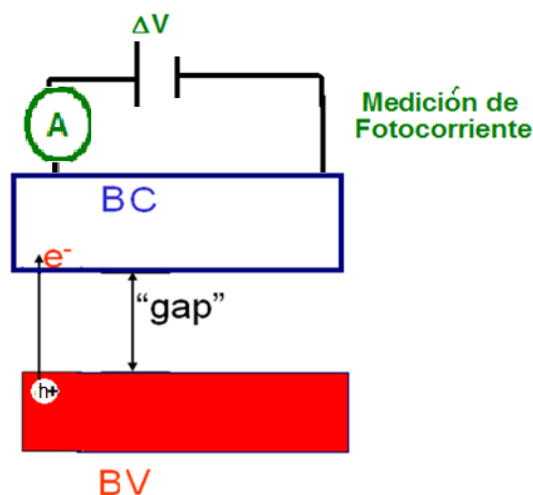 ΔV
A
Medición de
Fotocorriente
BC
e-
"gap"
h+
BV